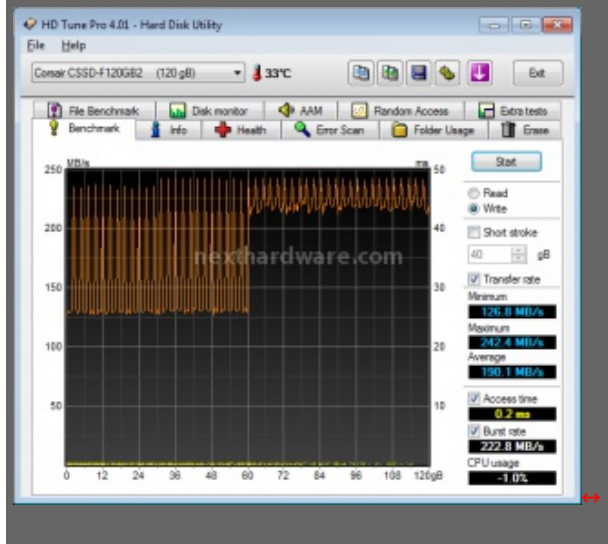 HD Tune Pro 4.01 - Hard Disk Utility
File Help
Corsair CSSD-F120GB2 (120 gB) 33°C Exit
File Benchmark Disk monitor AAM Random Access Extra tests
Benchmark Info Health Error Scan Folder Usage Erase
MB/s ms
250 50
200 40
150 30
100 20
50 10
0 12 24 36 48 60 72 84 96 108 120gB
nexthardware.com
Start
Read
Write
Short stroke
40 gB
Transfer rate
Minimum
126.8 MB/s
Maximum
242.4 MB/s
Average
190.1 MB/s
Access time
0.2 ms
Burst rate
222.8 MB/s
CPU usage
-1.0%